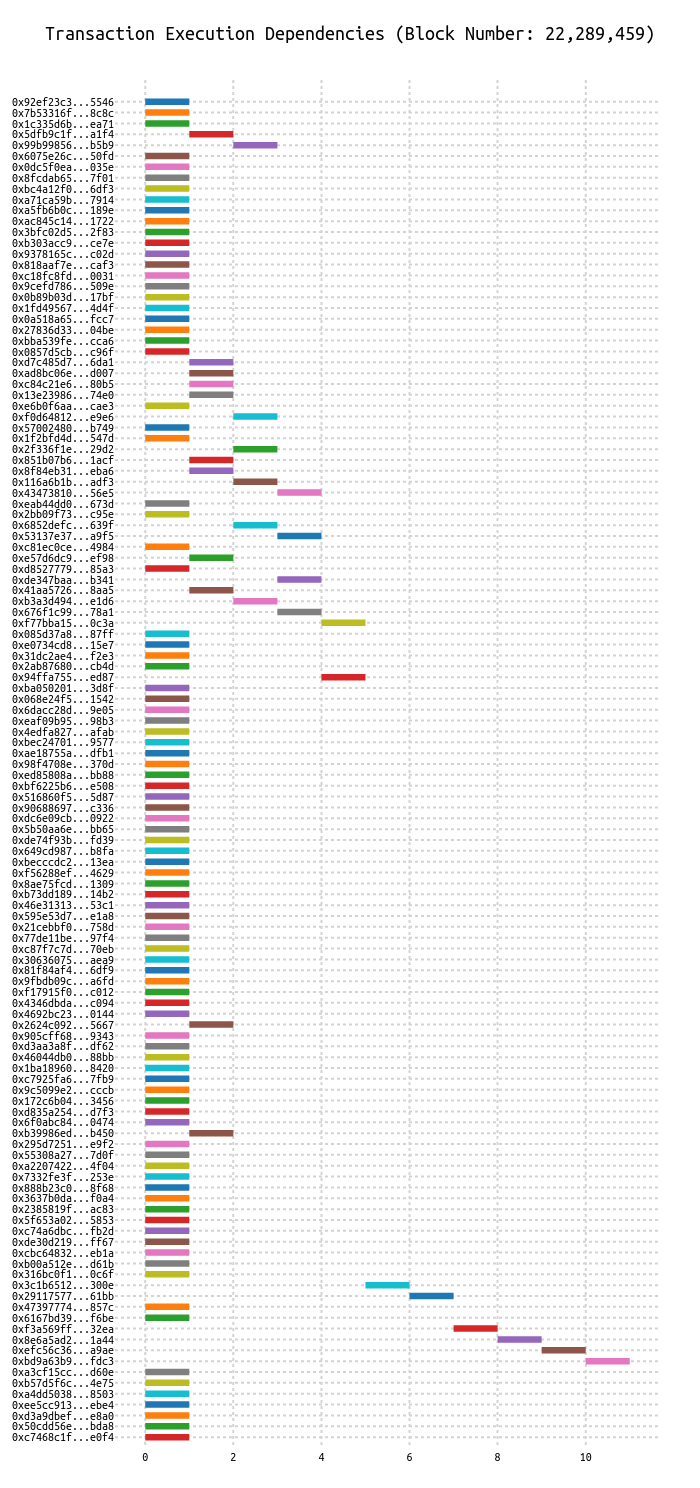 Transaction Execution Dependencies (Block Number: 22,289,459)
0x92ef23c3...5546
0x7b53316f...8c8c
0x1c335d6b...ea71
0x5dfb9c1f...a1f4
0x99b99856...b5b9
0x6075e26c...50fd
0x0dc5f0ea...035e
0x8fcdab65...7f01
0xbc4a12f0...6df3
0xa71ca59b...7914
0xa5fb6b0c...189e
0xac845c14...1722
0x3bfc02d5...2f83
0xb303acc9...ce7e
0x9378165c...c02d
0x818aaf7e...caf3
0xc18fc8fd...0031
0x9cefd786...509e
0x0b89b03d...17bf
0x1fd49567...4d4f
0x0a518a65...fcc7
0x27836d33...04be
0xbba539fe...cca6
0x0857d5cb...c96f
0xd7c485d7...6da1
0xad8bc06e...d007
0xc84c21e6...80b5
0x13e23986...74e0
0xe6b0f6aa...cae3
0xf0d64812...e9e6
0x57002480...b749
0x1f2bfd4d...547d
0x2f336f1e...29d2
0x851b07b6...1acf
0x8f84eb31...eba6
0x116a6b1b...adf3
0x43473810...56e5
0xeab44dd0...673d
0x2bb09f73...c95e
0x6852defc...639f
0x53137e37...a9f5
0xc81ec0ce...4984
0xe57d6dc9...ef98
0xd8527779...85a3
0xde347baa...b341
0x41aa5726...8aa5
0xb3a3d494...e1d6
0x676f1c99...78a1
0xf77bba15...0c3a
0x085d37a8...87ff
0xe0734cd8...15e7
0x31dc2ae4...f2e3
0x2ab87680...cb4d
0x94ffa755...ed87
0xba050201...3d8f
0x068e24f5...1542
0x6dacc28d...9e05
0xeaf09b95...98b3
0x4edfa827...afab
0xbec24701...9577
0xae18755a...dfb1
0x98f4708e...370d
0xed85808a...bb88
0xbf6225b6...e508
0x516860f5...5d87
0x90688697...c336
0xdc6e09cb...0922
0x5b50aa6e...bb65
0xde74f93b...fd39
0x649cd987...b8fa
0xbecccdc2...13ea
0xf56288ef...4629
0x8ae75fcd...1309
0xb73dd189...14b2
0x46e31313...53c1
0x595e53d7...e1a8
0x21cebbf0...758d
0x77de11be...97f4
0xc87f7c7d...70eb
0x30636075...aea9
0x81f84af4...6df9
0x9fbdb09c...a6fd
0xf17915f0...c012
0x4346dbda...c094
0x4692bc23...0144
0x2624c092...5667
0x905cff68...9343
0xd3aa3a8f...df62
0x46044db0...88bb
0x1ba18960...8420
0xc7925fa6...7fb9
0x9c5099e2...cccb
0x172c6b04...3456
0xd835a254...d7f3
0x6f0abc84...0474
0xb39986ed...b450
0x295d7251...e9f2
0x55308a27...7d0f
0xa2207422...4f04
0x7332fe3f...253e
0x888b23c0...8f68
0x3637b0da...f0a4
0x2385819f...ac83
0x5f653a02...5853
0xc74a6dbc...fb2d
0xde30d219...ff67
0xcbc64832...eb1a
0xb00a512e...d61b
0x316bc0f1...0c6f
0x3c1b6512...300e
0x29117577...61bb
0x47397774...857c
0x6167bd39...f6be
0xf3a569ff...32ea
0x8e6a5ad2...1a44
0xefc56c36...a9ae
0xbd9a63b9...fdc3
0xa3cf15cc...d60e
0xb57d5f6c...4e75
0xa4dd5038...8503
0xee5cc913...ebe4
0xd3a9dbef...e8a0
0x50cdd56e...bda8
0xc7468c1f...e0f4
0 2 4 6 8 10